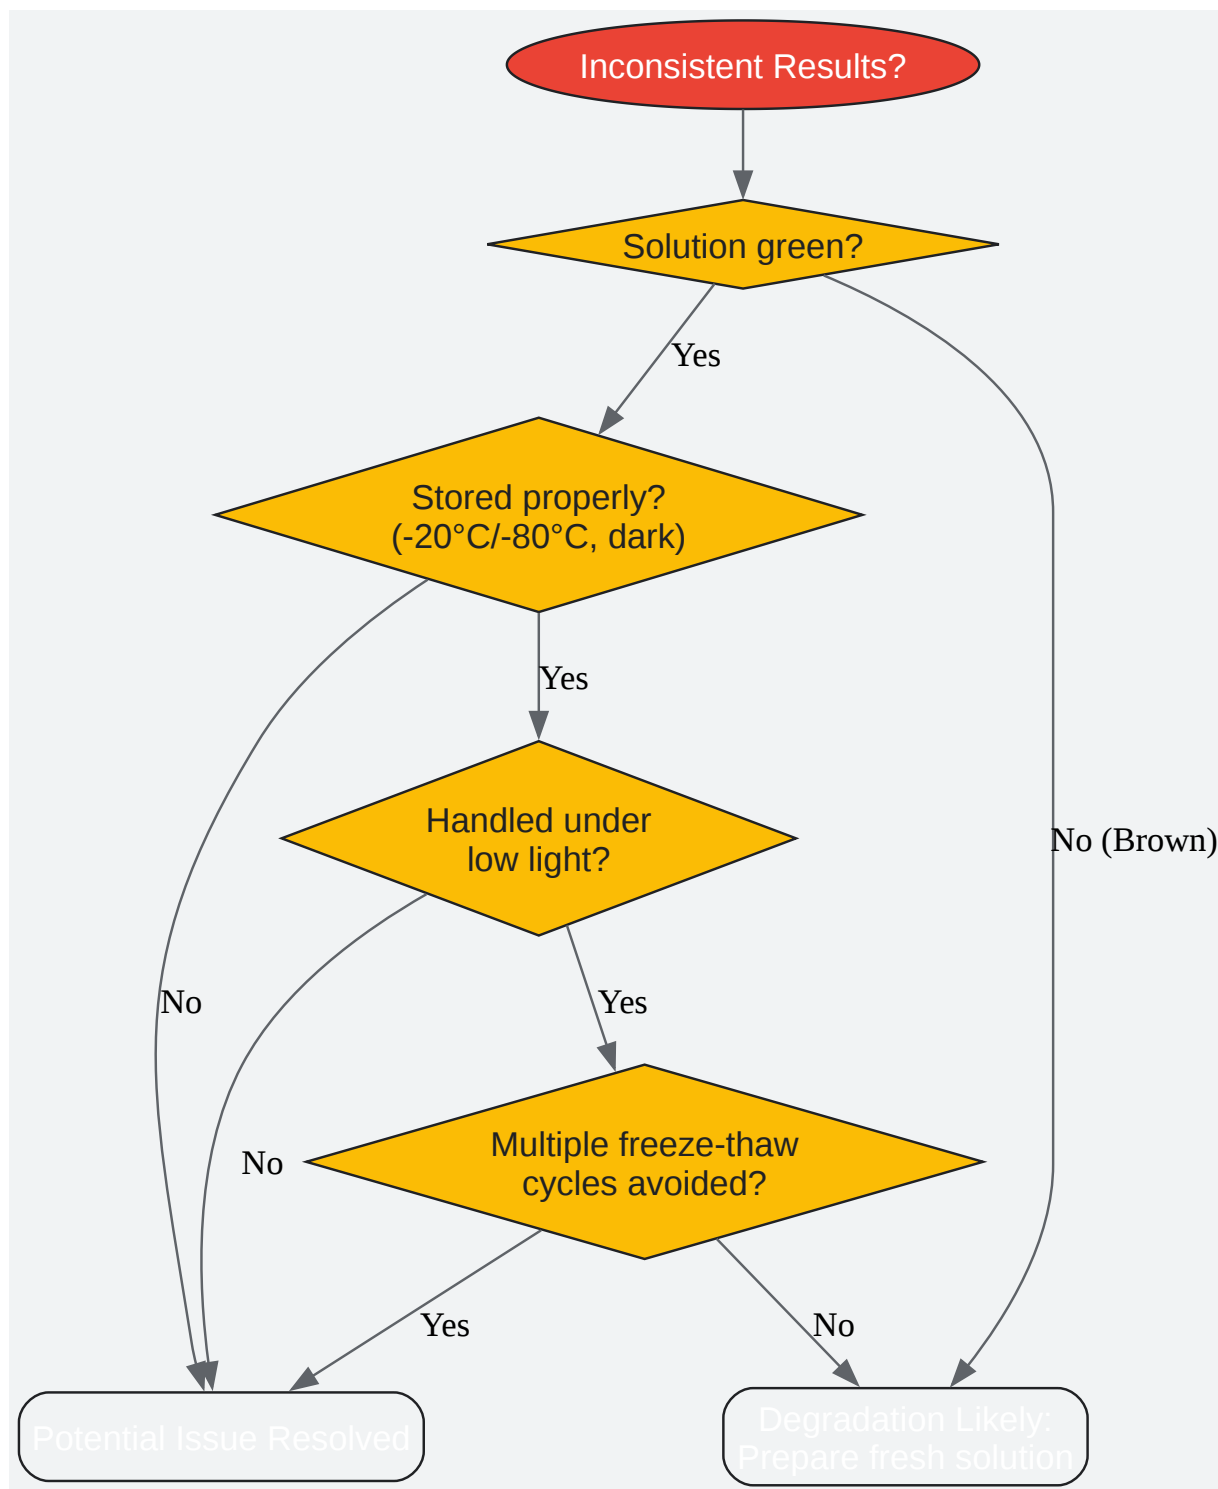 Inconsistent Results?
Solution green?
Yes
Stored properly?
(-20°C/-80°C, dark)
Yes
Handled under
low light?
No (Brown)
No
Yes
Multiple freeze-thaw
cycles avoided?
No
Yes
No
Potential Issue Resolved
Degradation Likely:
Prepare fresh solution